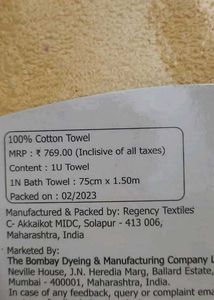 100% Cotton Towel
MRP : ₹ 769.00 (Inclisive of all taxes)
Content : 1U Towel
1N Bath Towel : 75cm x 1.50m
Packed on : 02/2023
Manufactured & Packed by: Regency Textiles
C- Akkaikot MIDC, Solapur - 413 006,
Maharashtra, India
Marketed By:
The Bombay Dyeing & Manufacturing Company L
Neville House, J.N. Heredia Marg, Ballard Estate,
Mumbai - 400001, Maharashtra, India
In case of any feedback, query or complaint email